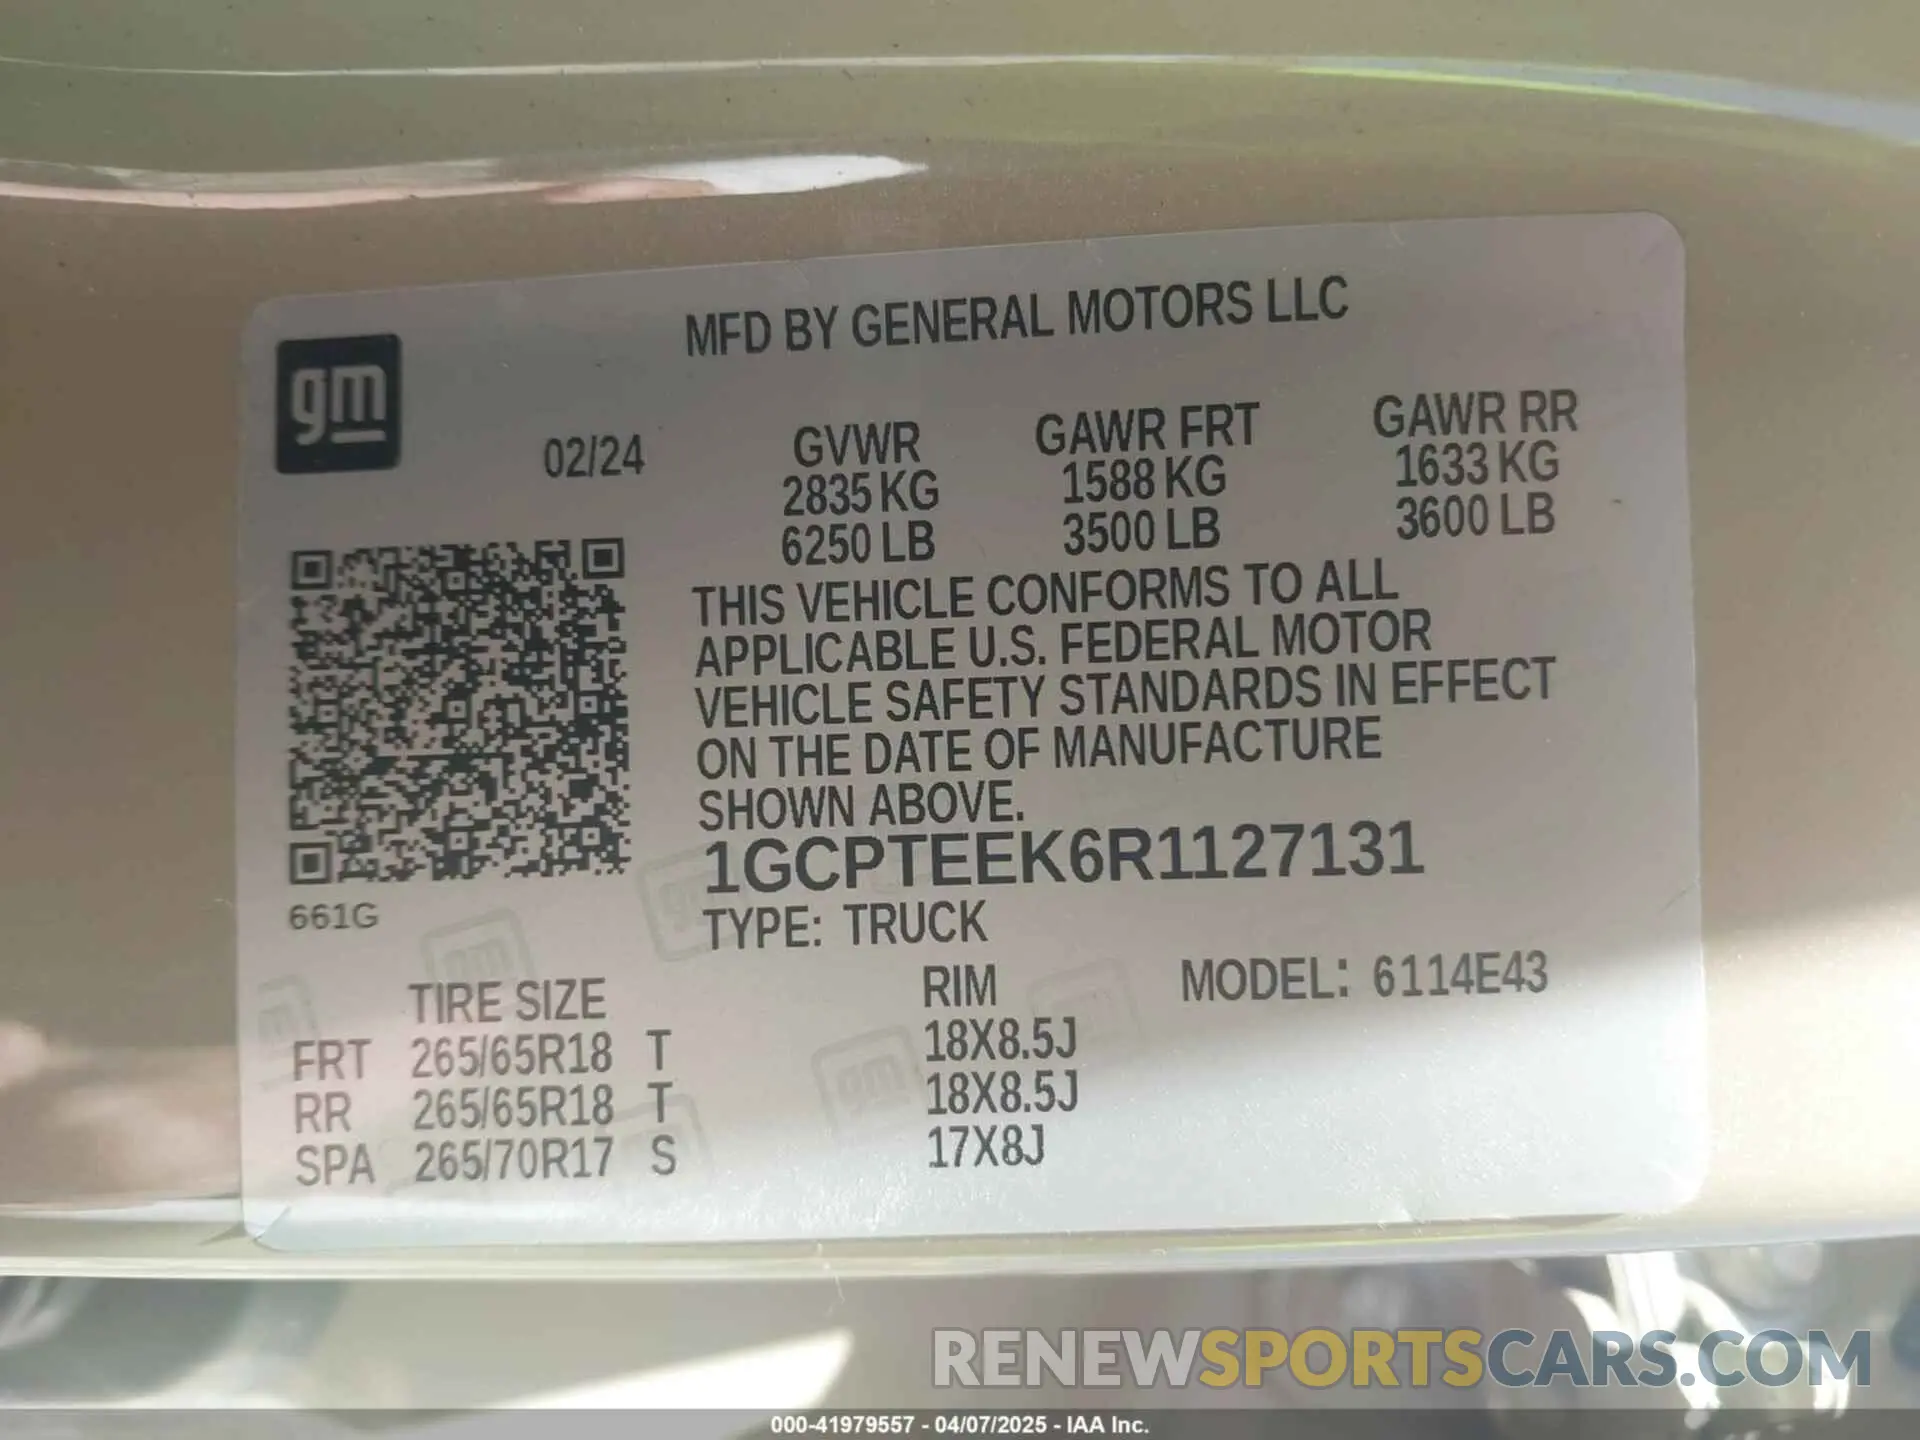 MFD BY GENERAL MOTORS LLC
gm
02/24
GVWR GAWR FRT GAWR RR
2835 KG 1588 KG 1633 KG
6250 LB 3500 LB 3600 LB
THIS VEHICLE CONFORMS TO ALL
APPLICABLE U.S. FEDERAL MOTOR
VEHICLE SAFETY STANDARDS IN EFFECT
ON THE DATE OF MANUFACTURE
SHOWN ABOVE.
1GCPTEEK6R1127131
661G
TYPE: TRUCK
TIRE SIZE RIM MODEL: 6114E43
FRT 265/65R18 T 18X8.5J
RR 265/65R18 T 18X8.5J
SPA 265/70R17 S 17X8J
gm
gm
gm
RENEWSPORTSCARS.COM
000-41979557 - 04/07/2025 - IAA Inc.